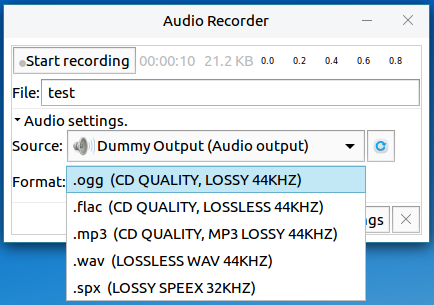 Audio Recorder
Start recording 00:00:10 21.2 KB 0.0 0.2 0.4 0.6 0.8
File: test
Audio settings.
Source: Dummy Output (Audio output)
Format: .ogg (CD QUALITY, LOSSY 44KHZ)
.flac (CD QUALITY, LOSSLESS 44KHZ)
.mp3 (CD QUALITY, MP3 LOSSY 44KHZ)
.wav (LOSSLESS WAV 44KHZ)
.spx (LOSSY SPEEX 32KHZ)